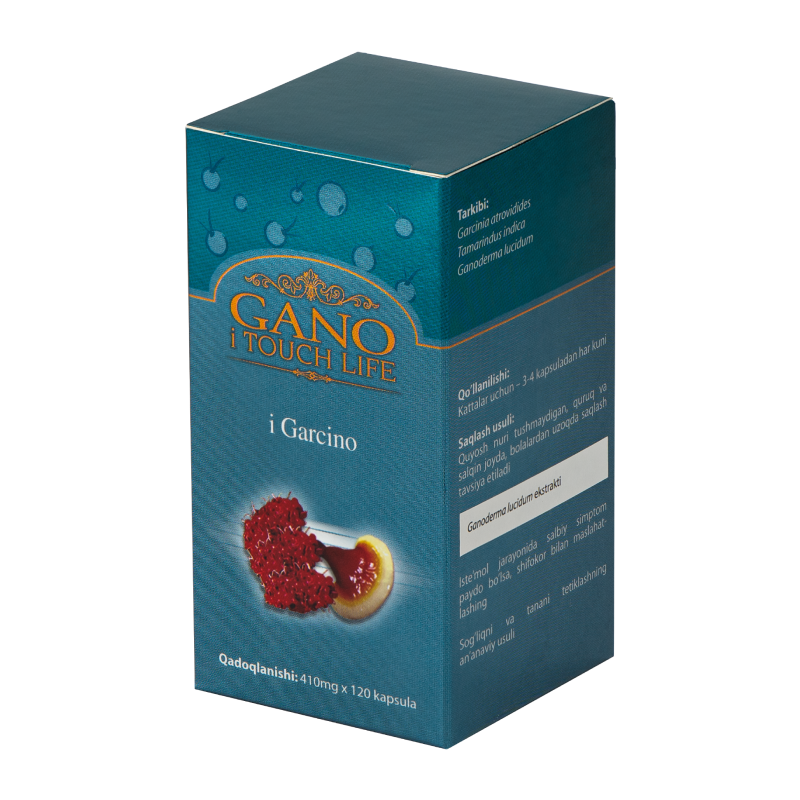 GANO
i TOUCH LIFE
i Garcino
Qadoqlanishi: 410mg x 120 kapsula
Tarkibi:
Garcinia atrovidides
Tamarindus indica
Ganoderma lucidum
Qo'llanilishi:
Kattalar uchun – 3-4 kapsuladan har kuni
Saqlash usuli:
Quyosh nuri tushmaydigan, quruq va
salqin joyda, bolalardan uzoqda saqlash
tavsiya etiladi
Ganoderma lucidum ekstrakti
Iste'mol jarayonida salbiy simptom
paydo bo'lsa, shifokor bilan maslahat-
lashing
Sog'liqni va tanani tetiklashning
an'anaviy usuli